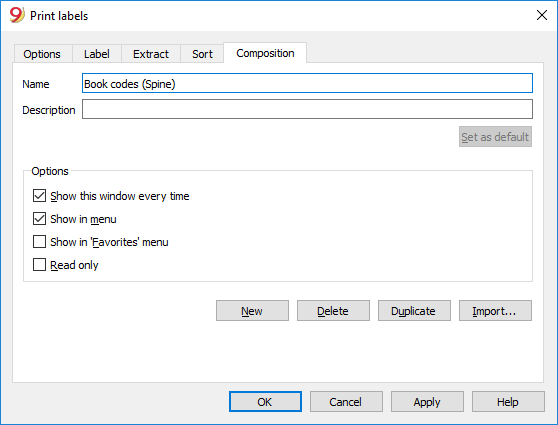 9 Print labels
Options Label Extract Sort Composition
Name Book codes (Spine)
Description
Set as default
Options
Show this window every time
Show in menu
Show in 'Favorites' menu
Read only
New Delete Duplicate Import...
OK Cancel Apply Help